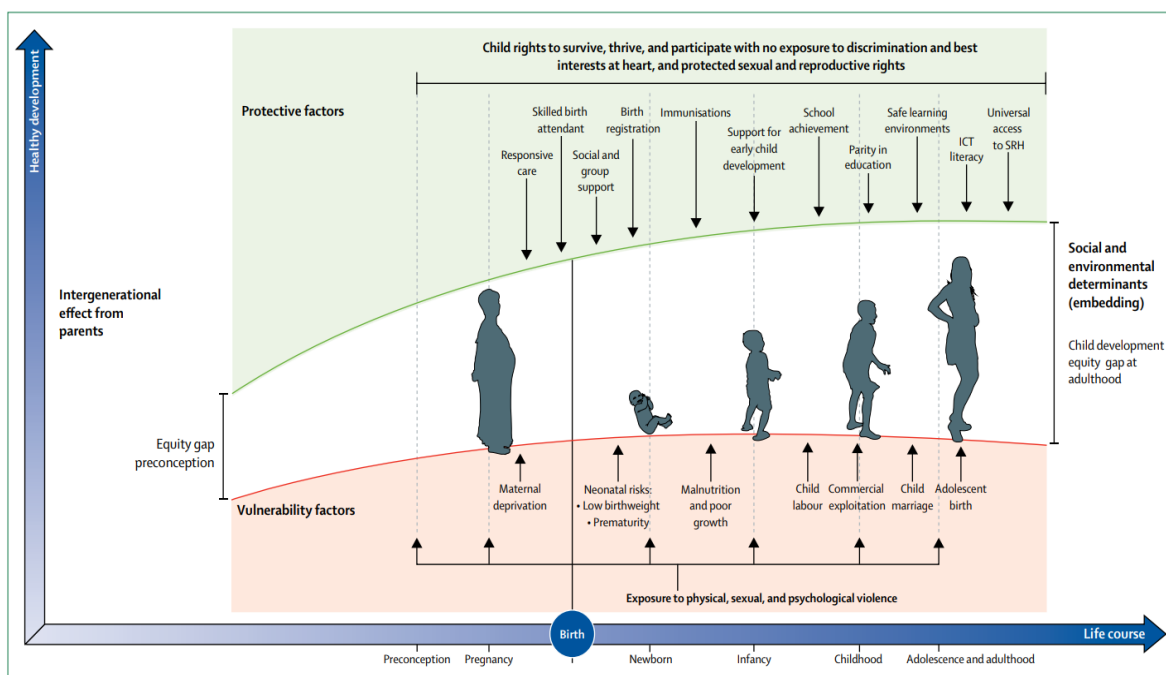 Healthy development
Child rights to survive, thrive, and participate with no exposure to discrimination and best
interests at heart, and protected sexual and reproductive rights
Protective factors
Responsive
care
Skilled birth
attendant
Social and
group
support
Birth
registration
Immunisations
Support for
early child
development
School
achievement
Parity in
education
Safe learning
environments
ICT
literacy
Universal
access
to SRH
Intergenerational
effect from
parents
Equity gap
preconception
Social and
environmental
determinants
(embedding)
Child development
equity gap at
adulthood
Vulnerability factors
Maternal
deprivation
Neonatal risks:
• Low birthweight
• Prematurity
Malnutrition
and poor
growth
Child
labour
Commercial
exploitation
Child
marriage
Adolescent
birth
Exposure to physical, sexual, and psychological violence
Birth
Life course
Preconception
Pregnancy
Newborn
Infancy
Childhood
Adolescence and adulthood